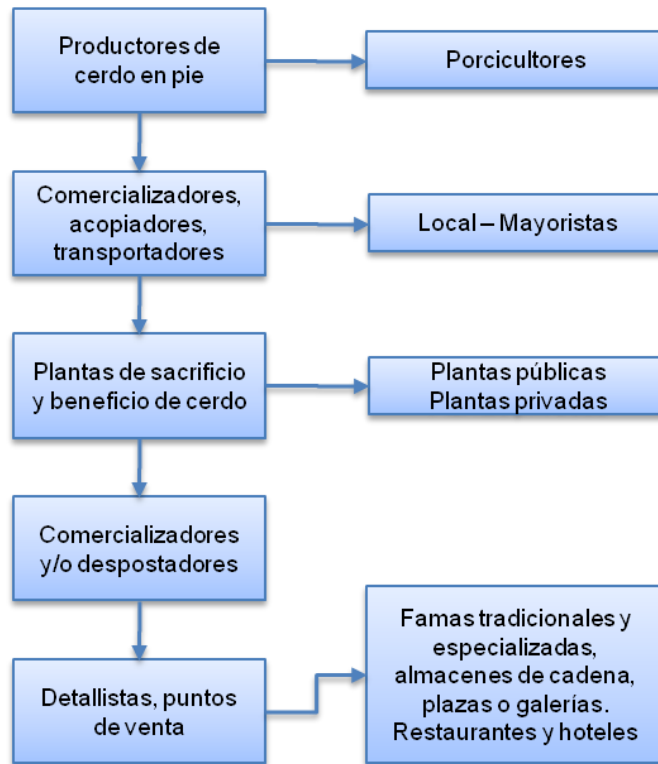 Productores de
cerdo en pie
Porcicultores
Comercializadores,
acopiadores,
transportadores
Local – Mayoristas
Plantas de sacrificio
y beneficio de cerdo
Plantas públicas
Plantas privadas
Comercializadores
y/o despostadores
Detallistas, puntos
de venta
Famas tradicionales y
especializadas,
almacenes de cadena,
plazas o galerías.
Restaurantes y hoteles